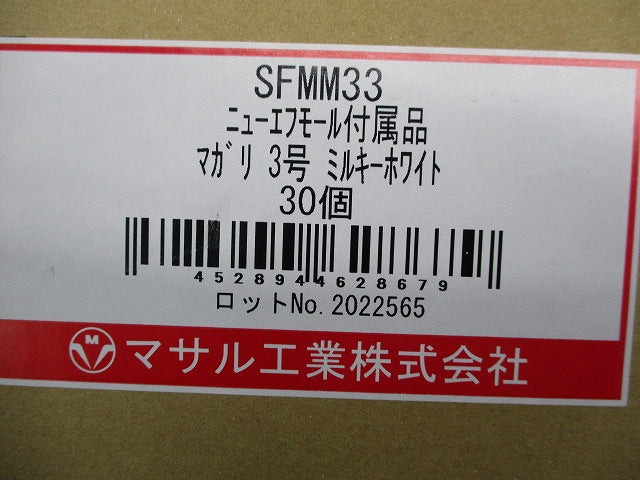 SFMM33
ニューエフモール付属品
マガリ 3号 ミルキーホワイト
30個
4528944628679
ロットNo. 2022565
M マサル工業株式会社